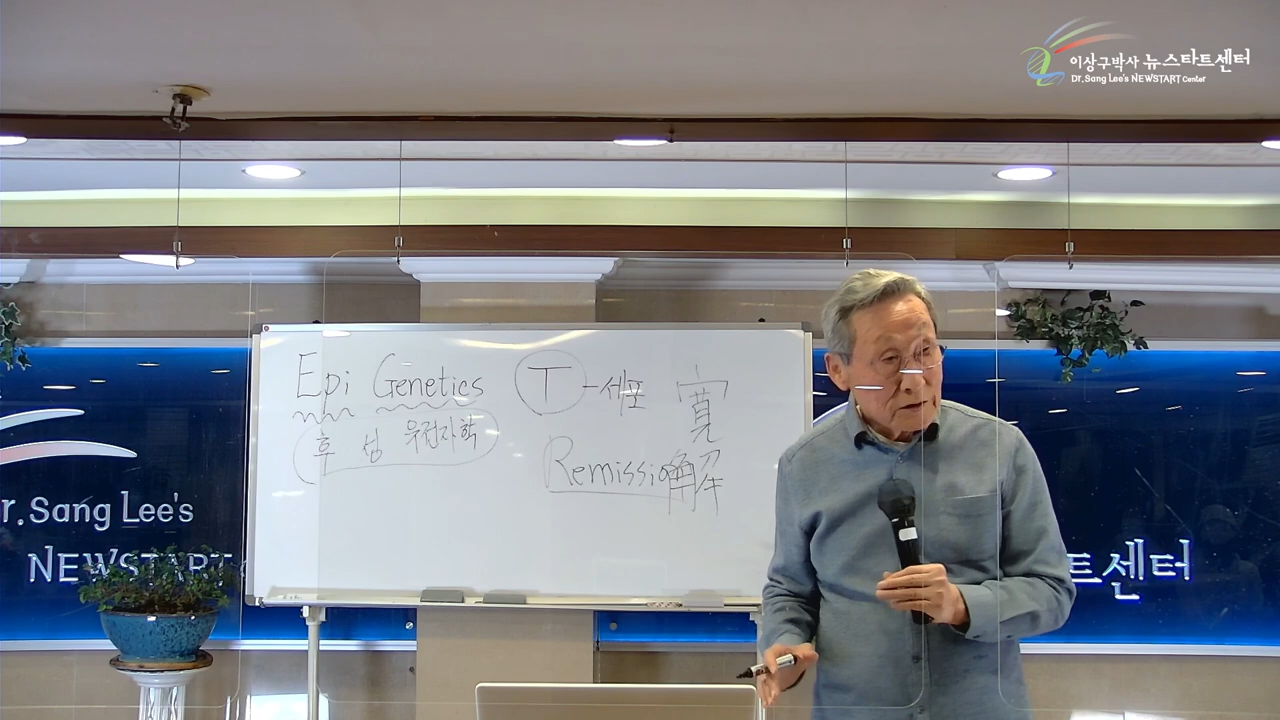 이상구박사 뉴스타트센터
Dr.Sang Lee's NEWSTART Center
Epi Genetics T-세포 寬
후성 유전자학
Remission 解
r.Sang Lee's
NEWSTART
트센터